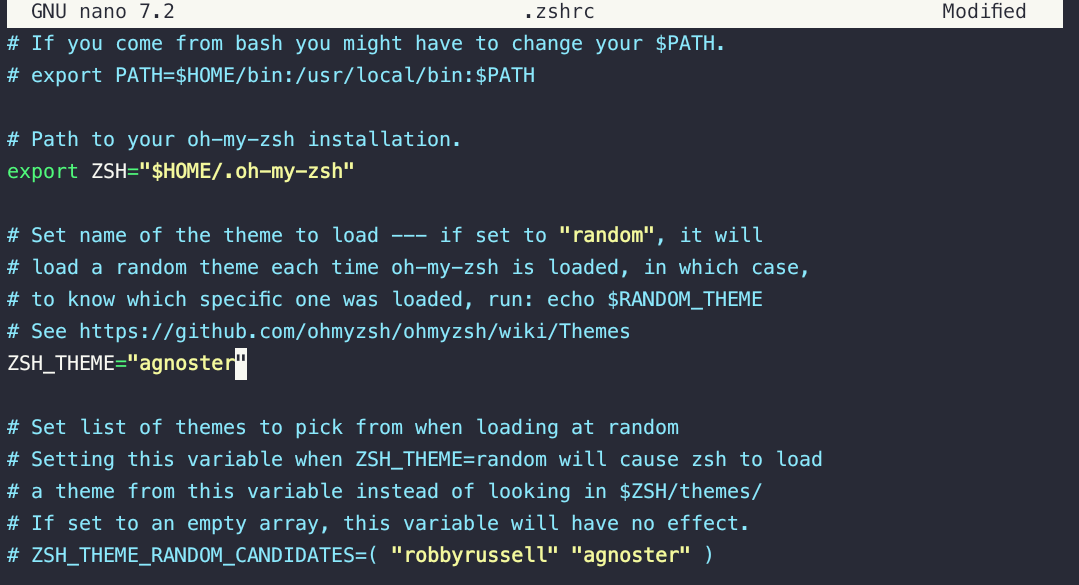 GNU nano 7.2 .zshrc Modified
# If you come from bash you might have to change your $PATH.
# export PATH=$HOME/bin:/usr/local/bin:$PATH
# Path to your oh-my-zsh installation.
export ZSH="$HOME/.oh-my-zsh"
# Set name of the theme to load --- if set to "random", it will
# load a random theme each time oh-my-zsh is loaded, in which case,
# to know which specific one was loaded, run: echo $RANDOM_THEME
# See https://github.com/ohmyzsh/ohmyzsh/wiki/Themes
ZSH_THEME="agnoster"
# Set list of themes to pick from when loading at random
# Setting this variable when ZSH_THEME=random will cause zsh to load
# a theme from this variable instead of looking in $ZSH/themes/
# If set to an empty array, this variable will have no effect.
# ZSH_THEME_RANDOM_CANDIDATES=( "robbyrussell" "agnoster" )